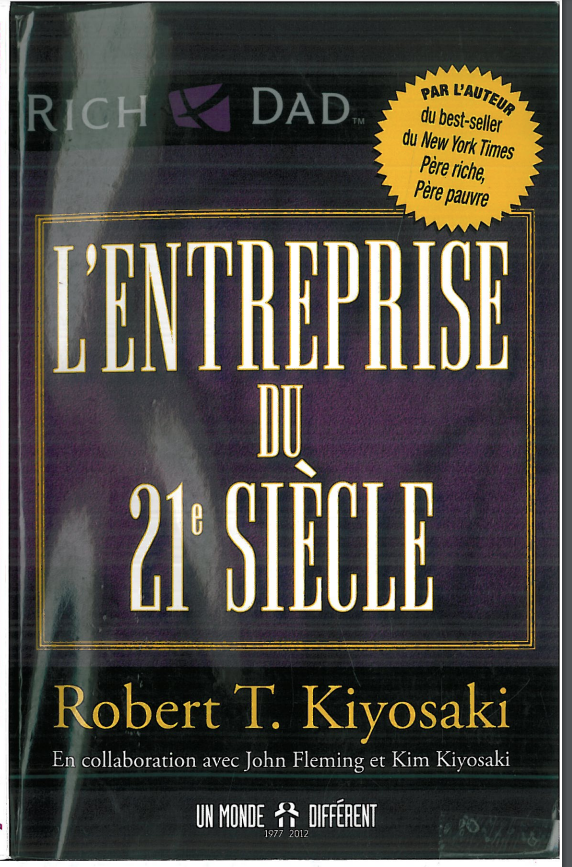 RICH DAD™
PAR L'AUTEUR
du best-seller
du New York Times
Père riche,
Père pauvre
L'ENTREPRISE
DU
21e SIÈCLE
Robert T. Kiyosaki
En collaboration avec John Fleming et Kim Kiyosaki
UN MONDE DIFFÉRENT
1977 2012